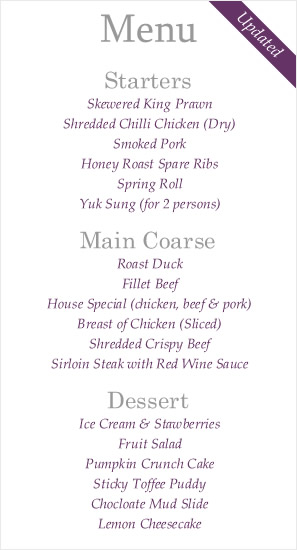 Menu
Updated
Starters
Skewered King Prawn
Shredded Chilli Chicken (Dry)
Smoked Pork
Honey Roast Spare Ribs
Spring Roll
Yuk Sung (for 2 persons)
Main Coarse
Roast Duck
Fillet Beef
House Special (chicken, beef & pork)
Breast of Chicken (Sliced)
Shredded Crispy Beef
Sirloin Steak with Red Wine Sauce
Dessert
Ice Cream & Stawberries
Fruit Salad
Pumpkin Crunch Cake
Sticky Toffee Puddy
Chocloate Mud Slide
Lemon Cheesecake